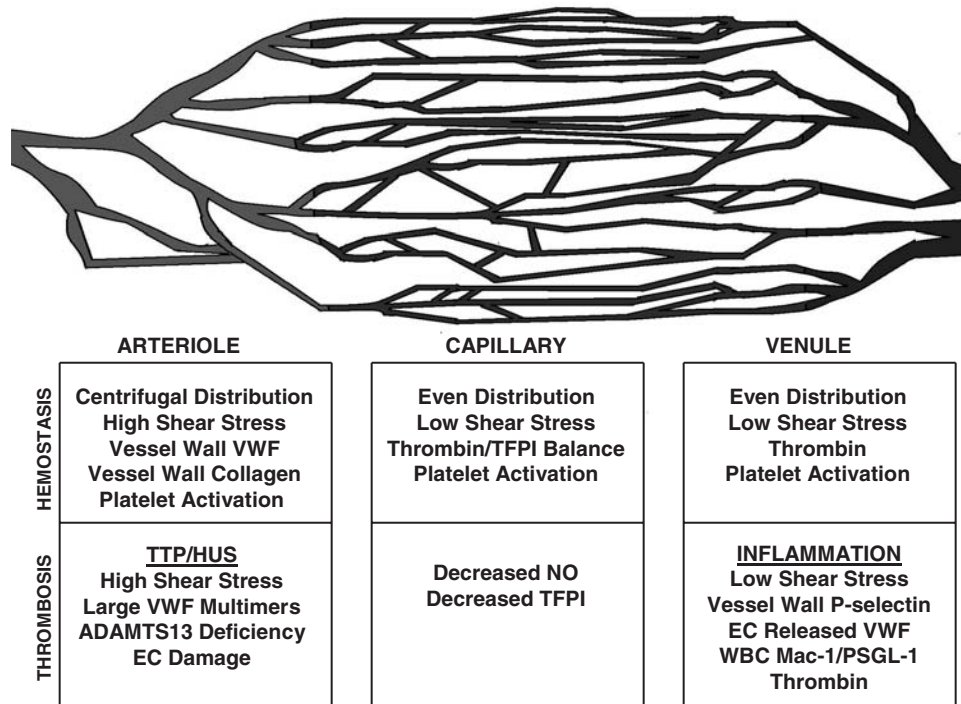 ARTERIOLE
CAPILLARY
VENULE
HEMOSTASIS
Centrifugal Distribution
High Shear Stress
Vessel Wall VWF
Vessel Wall Collagen
Platelet Activation
Even Distribution
Low Shear Stress
Thrombin/TFPI Balance
Platelet Activation
Even Distribution
Low Shear Stress
Thrombin
Platelet Activation
THROMBOSIS
TTP/HUS
High Shear Stress
Large VWF Multimers
ADAMTS13 Deficiency
EC Damage
Decreased NO
Decreased TFPI
INFLAMMATION
Low Shear Stress
Vessel Wall P-selectin
EC Released VWF
WBC Mac-1/PSGL-1
Thrombin